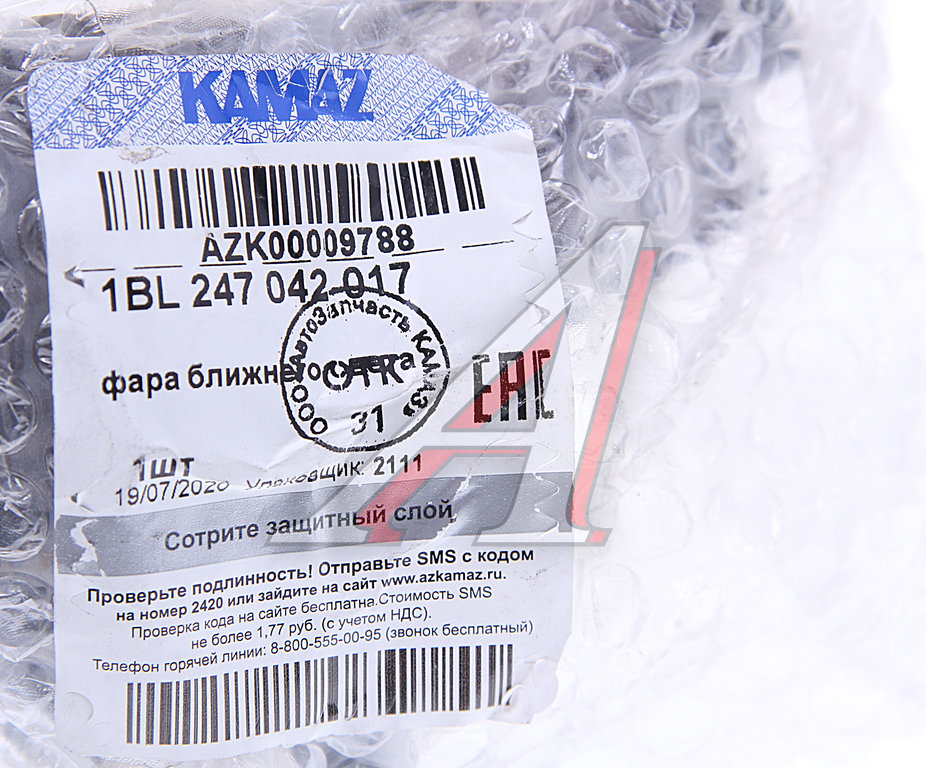 KAMAZ
AZK00009788
1BL 247 042-017
фара ближнего света
ООО «АвтоЗапчасть КАМАЗ»
ОТК
31
EAC
1шт
19/07/2020 Упаковщик: 2111
Сотрите защитный слой.
Проверьте подлинность! Отправьте SMS с кодом
на номер 2420 или зайдите на сайт www.azkamaz.ru.
Проверка кода на сайте бесплатна.Стоимость SMS
не более 1,77 руб. (с учетом НДС).
Телефон горячей линии: 8-800-555-00-95 (звонок бесплатный)